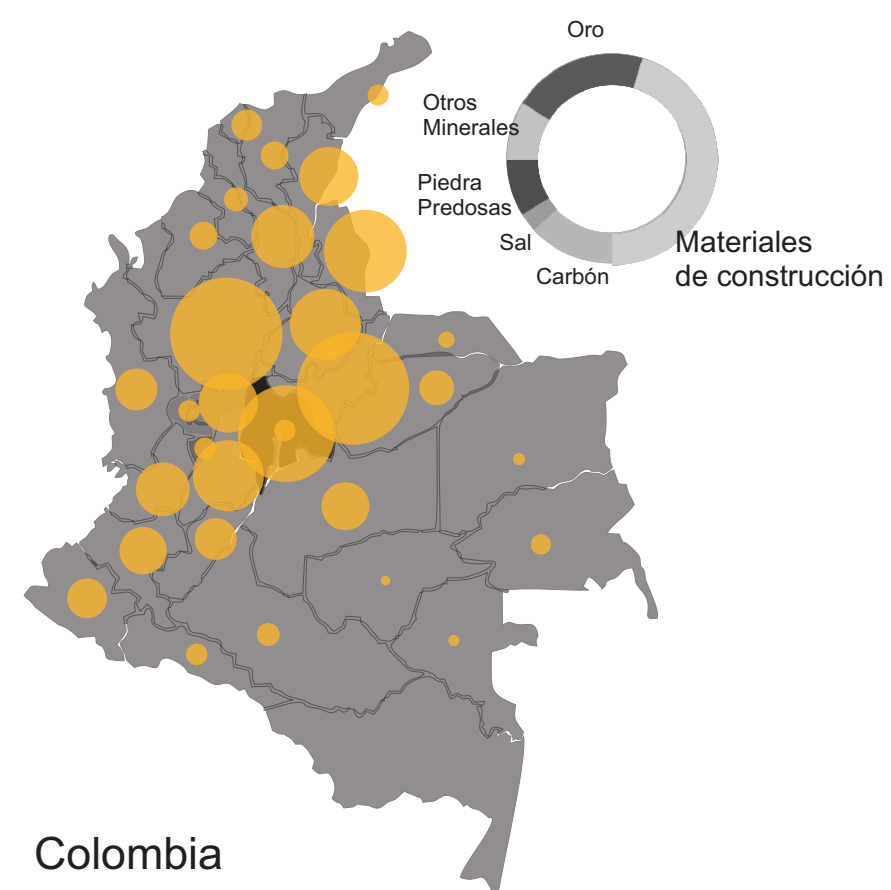 Oro
Otros
Minerales
Piedra
Predosas
Sal
Carbón
Materiales
de construcción
Colombia